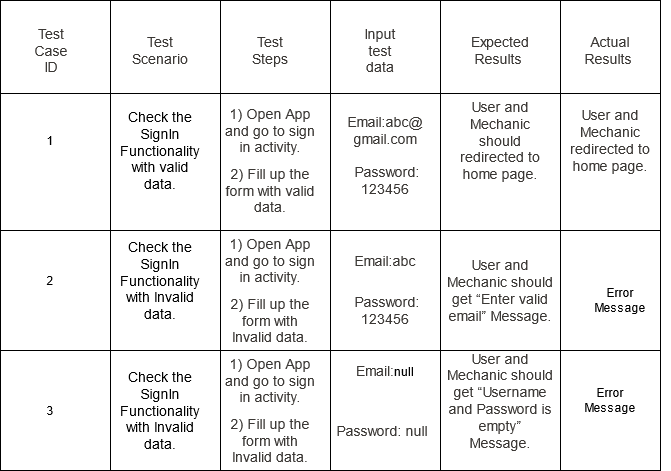 Test
Case
ID
Test
Scenario
Test
Steps
Input
test
data
Expected
Results
Actual
Results
1
Check the
SignIn
Functionality
with valid
data.
1) Open App
and go to sign
in activity.
2) Fill up the
form with valid
data.
Email:abc@
gmail.com
Password:
123456
User and
Mechanic
should
redirected to
home page.
User and
Mechanic
redirected to
home page.
2
Check the
SignIn
Functionality
with Invalid
data.
1) Open App
and go to sign
in activity.
2) Fill up the
form with
Invalid data.
Email:abc
Password:
123456
User and
Mechanic should
get “Enter valid
email” Message.
Error
Message
3
Check the
SignIn
Functionality
with Invalid
data.
1) Open App
and go to sign
in activity.
2) Fill up the
form with
Invalid data.
Email:null
Password: null
User and
Mechanic should
get “Username
and Password is
empty”
Message.
Error
Message